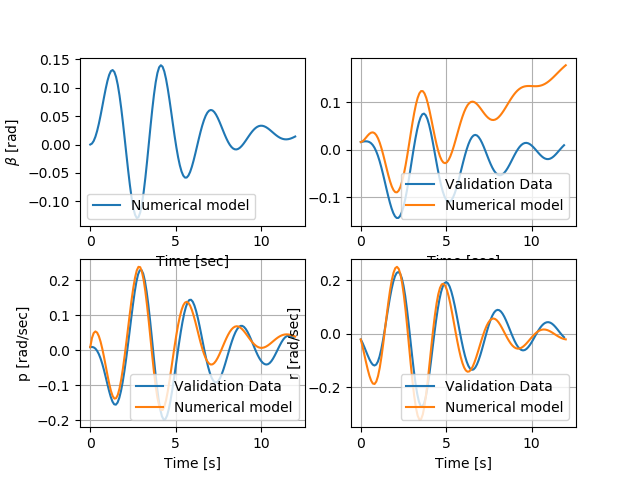 0.15
0.10
0.05
0.00
−0.05
−0.10
β [rad]
Numerical model
0 5 10
Time [sec]
0.1
0.0
−0.1
Validation Data
Numerical model
0 5 10
0.2
0.1
0.0
−0.1
−0.2
p [rad/sec]
Validation Data
Numerical model
0 5 10
Time [s]
0.2
0.0
−0.2
r [rad/sec]
Validation Data
Numerical model
0 5 10
Time [s]